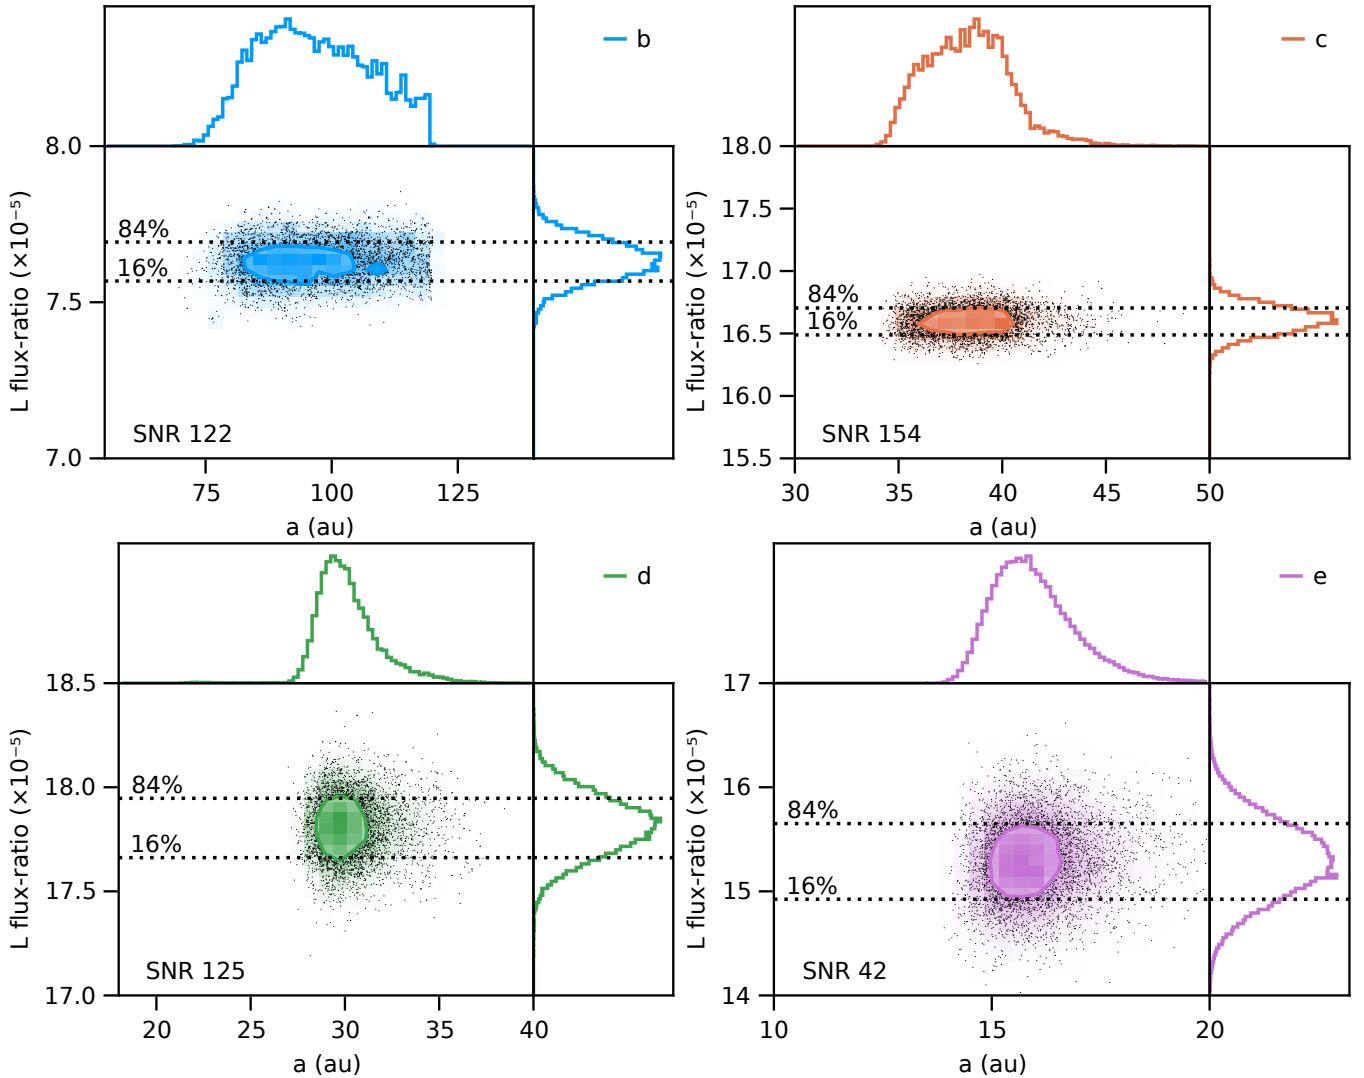 b
8.0
7.5
7.0
L flux-ratio (×10⁻⁵)
84%
16%
SNR 122
75
100
125
a (au)
c
18.0
17.5
17.0
16.5
16.0
15.5
L flux-ratio (×10⁻⁵)
84%
16%
SNR 154
30
35
40
45
50
a (au)
d
18.5
18.0
17.5
17.0
L flux-ratio (×10⁻⁵)
84%
16%
SNR 125
20
25
30
35
40
a (au)
e
17
16
15
14
L flux-ratio (×10⁻⁵)
84%
16%
SNR 42
10
15
20
a (au)